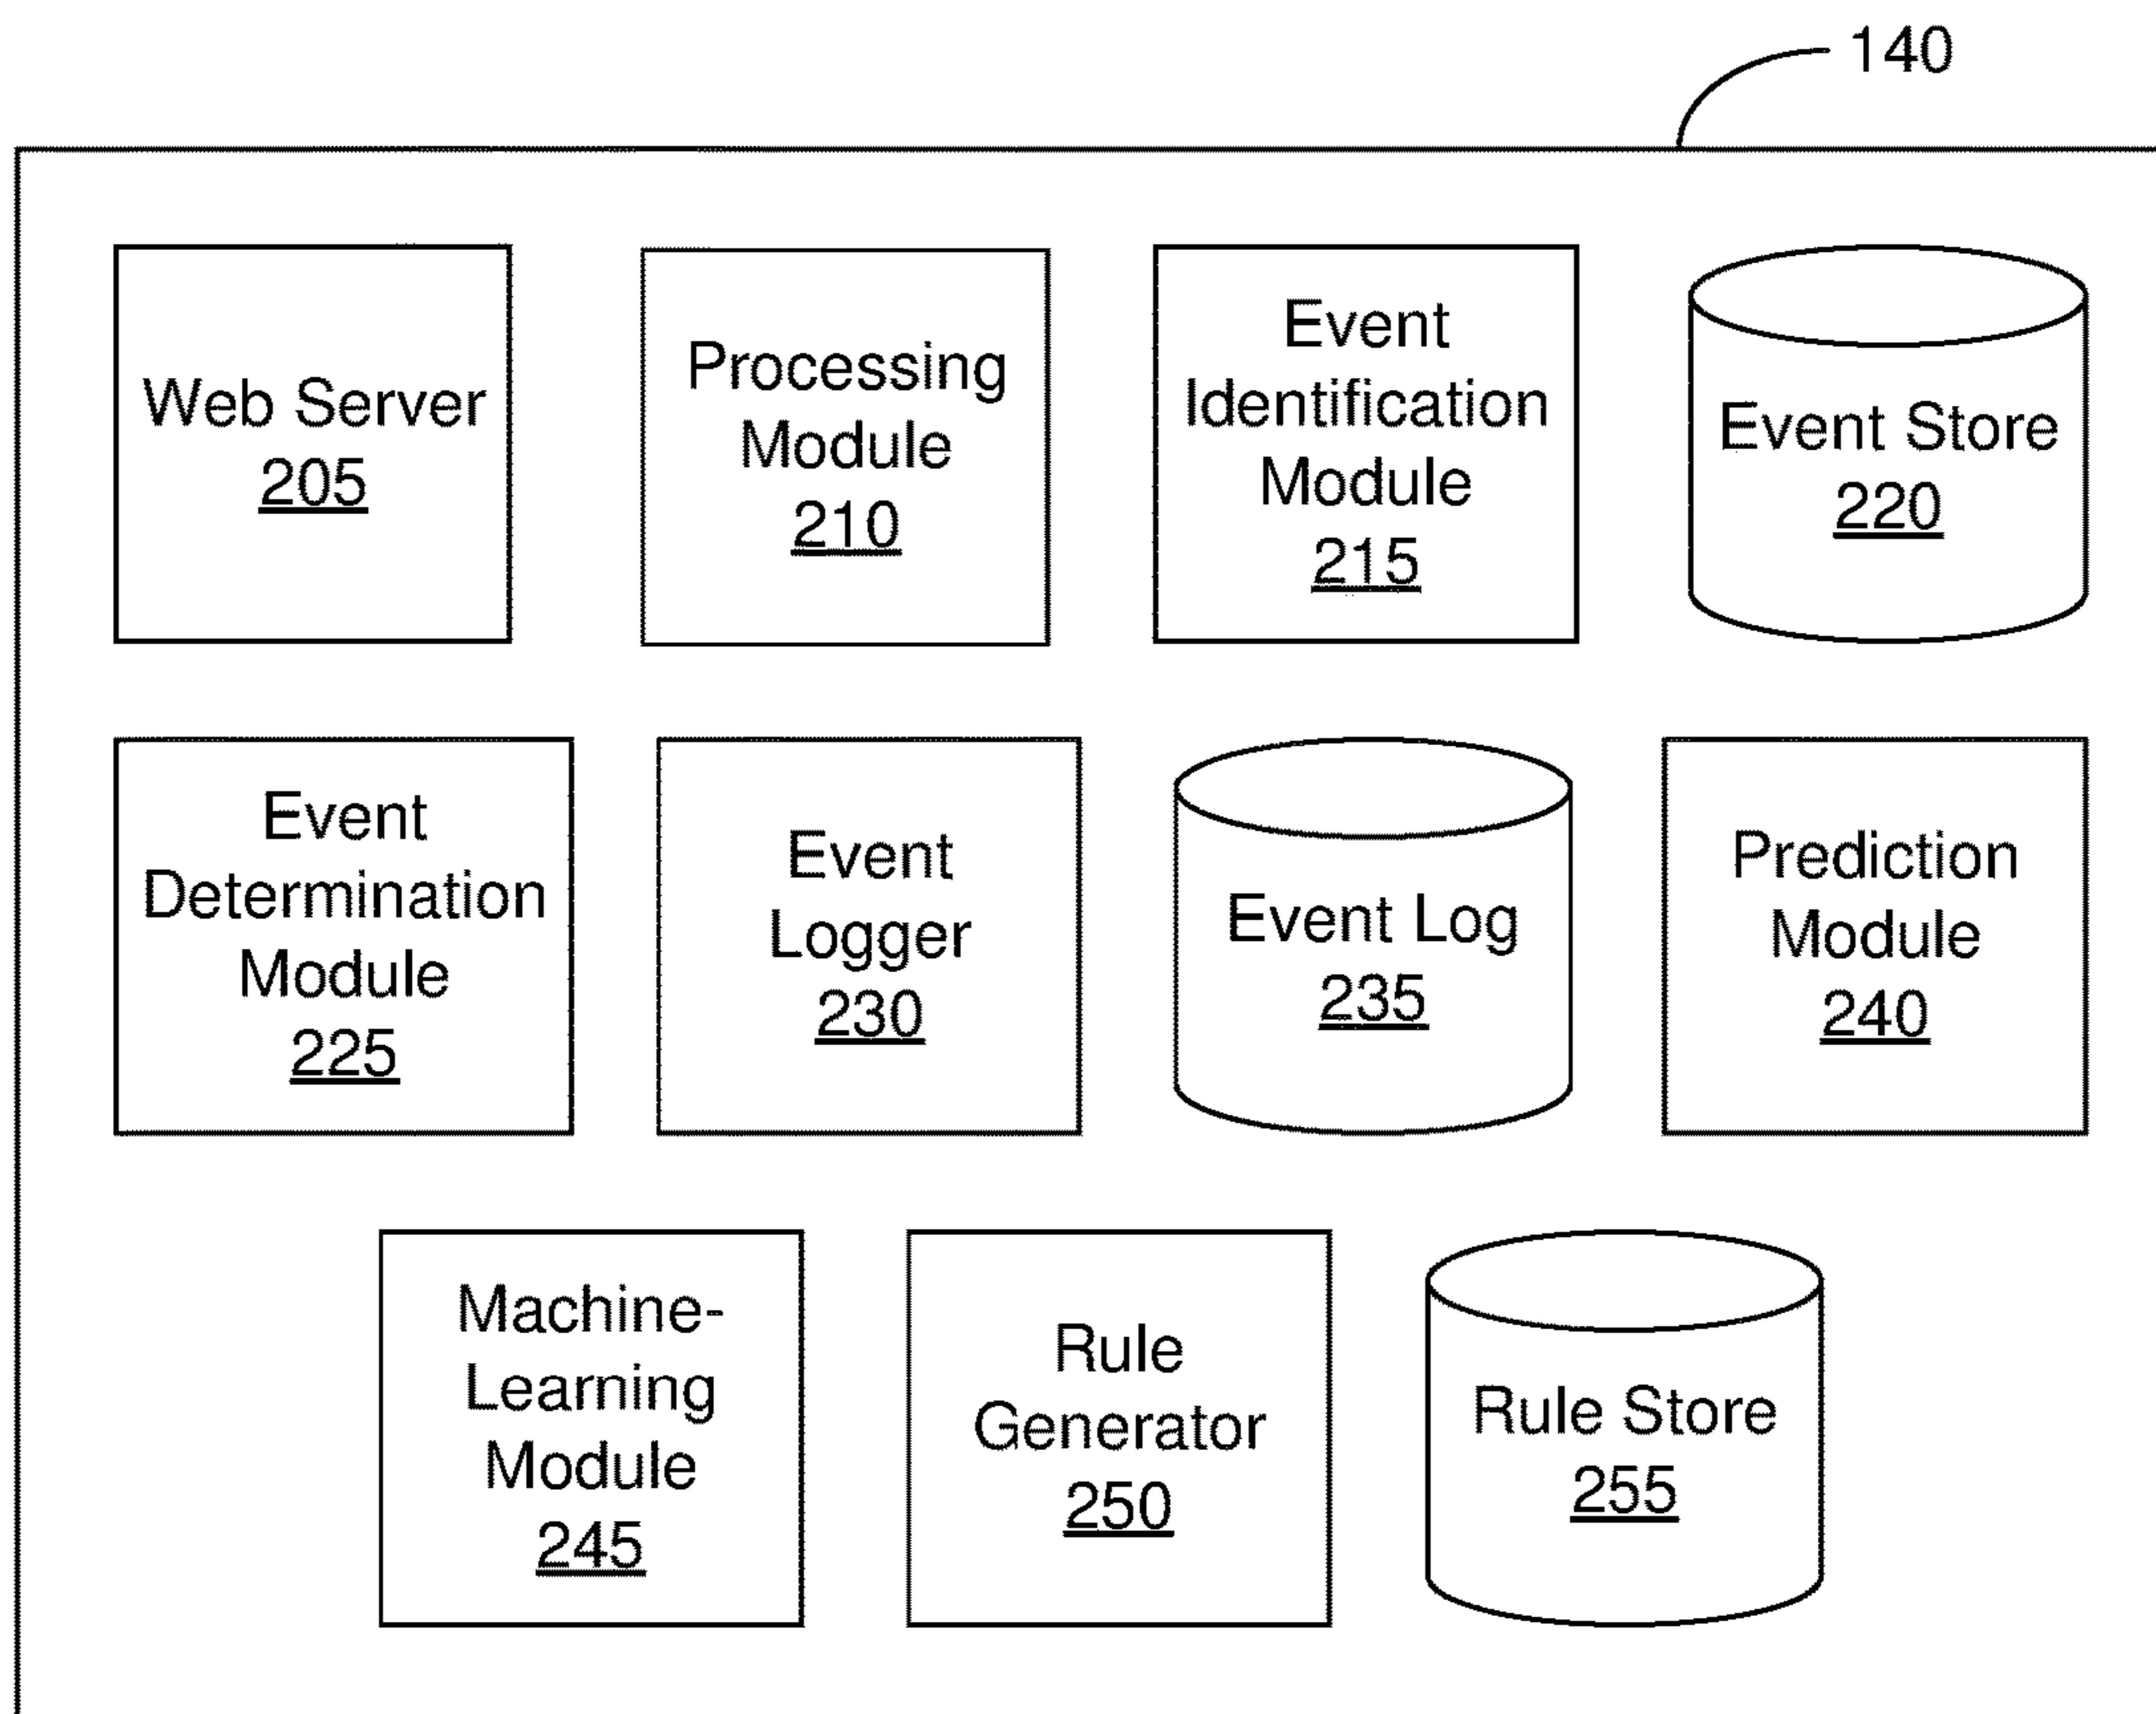 140
Web Server
205
Processing
Module
210
Event
Identification
Module
215
Event Store
220
Event
Determination
Module
225
Event
Logger
230
Event Log
235
Prediction
Module
240
Machine-
Learning
Module
245
Rule
Generator
250
Rule Store
255